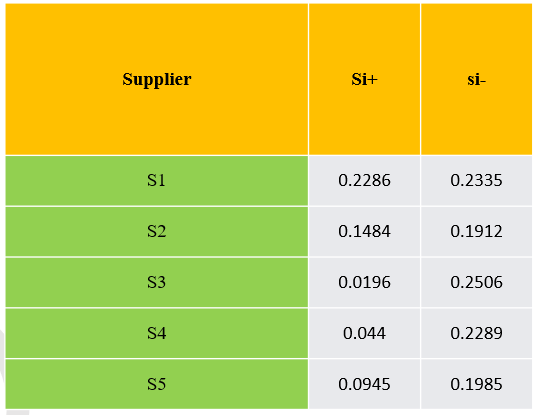 Supplier Si+ si-
S1 0.2286 0.2335
S2 0.1484 0.1912
S3 0.0196 0.2506
S4 0.044 0.2289
S5 0.0945 0.1985